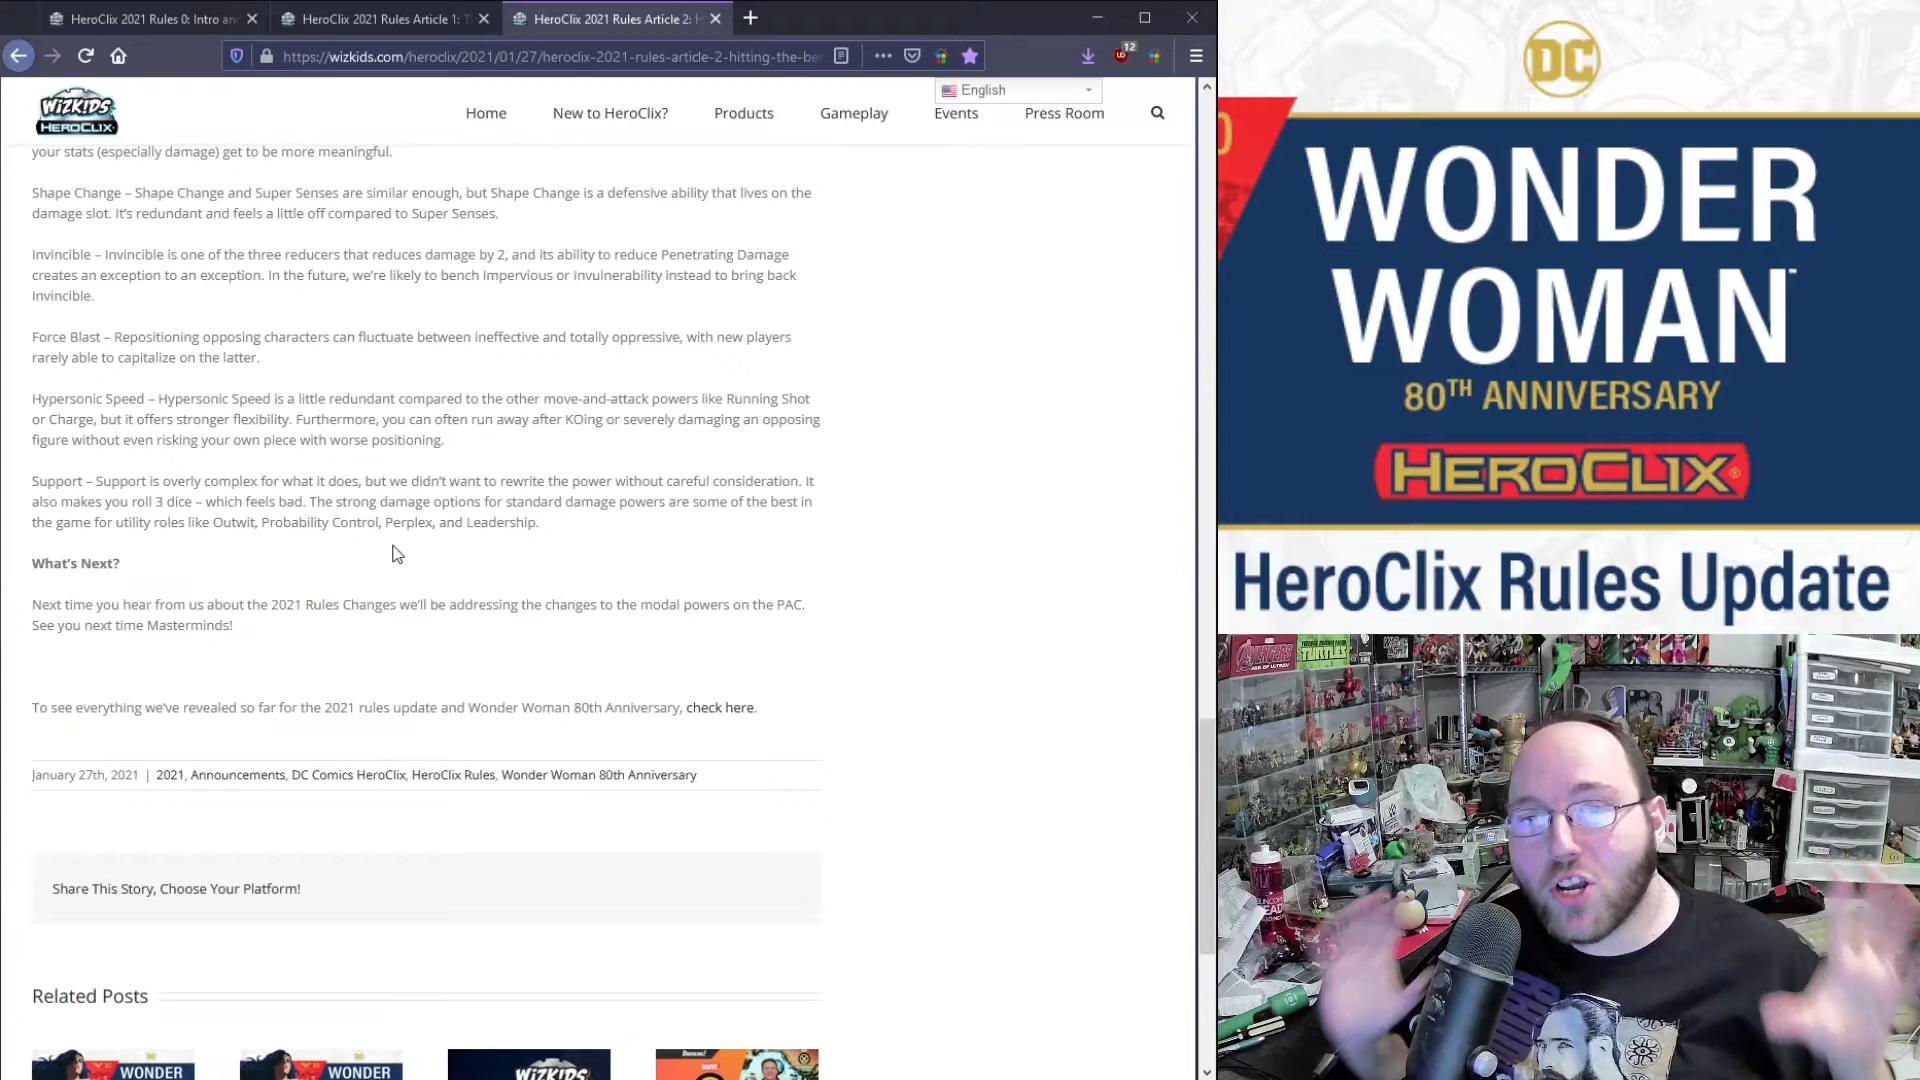 HeroClix 2021 Rules 0: Intro an
HeroClix 2021 Rules Article 1: T
HeroClix 2021 Rules Article 2: H
https://wizkids.com/heroclix/2021/01/27/heroclix-2021-rules-article-2-hitting-the-be
12
English
WIZKIDS
HEROCLIX
Home
New to HeroClix?
Products
Gameplay
Events
Press Room
your stats (especially damage) get to be more meaningful.
Shape Change – Shape Change and Super Senses are similar enough, but Shape Change is a defensive ability that lives on the
damage slot. It's redundant and feels a little off compared to Super Senses.
Invincible – Invincible is one of the three reducers that reduces damage by 2, and its ability to reduce Penetrating Damage
creates an exception to an exception. In the future, we're likely to bench Impervious or Invulnerability instead to bring back
Invincible.
Force Blast – Repositioning opposing characters can fluctuate between ineffective and totally oppressive, with new players
rarely able to capitalize on the latter.
Hypersonic Speed – Hypersonic Speed is a little redundant compared to the other move-and-attack powers like Running Shot
or Charge, but it offers stronger flexibility. Furthermore, you can often run away after KOing or severely damaging an opposing
figure without even risking your own piece with worse positioning.
Support – Support is overly complex for what it does, but we didn't want to rewrite the power without careful consideration. It
also makes you roll 3 dice – which feels bad. The strong damage options for standard damage powers are some of the best in
the game for utility roles like Outwit, Probability Control, Perplex, and Leadership.
What's Next?
Next time you hear from us about the 2021 Rules Changes we'll be addressing the changes to the modal powers on the PAC.
See you next time Masterminds!
To see everything we've revealed so far for the 2021 rules update and Wonder Woman 80th Anniversary, check here.
January 27th, 2021 | 2021, Announcements, DC Comics HeroClix, HeroClix Rules, Wonder Woman 80th Anniversary
Share This Story, Choose Your Platform!
Related Posts
WONDER
WONDER
WIZKIDS
DC
WONDER
WOMAN
80TH ANNIVERSARY
HEROCLIX
HeroClix Rules Update
AVENGERS
TURTLES